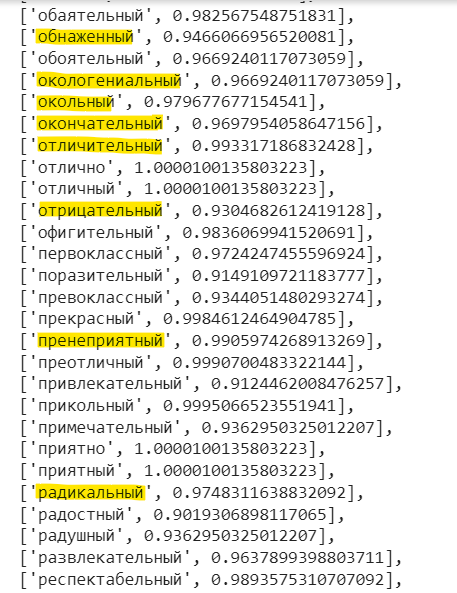 ['обаятельный', 0.982567548751831],
['обнаженный', 0.9466066956520081],
['обоятельный', 0.9669240117073059],
['окологениальный', 0.9669240117073059],
['окольный', 0.979677677154541],
['окончательный', 0.9697954058647156],
['отличительный', 0.993317186832428],
['отлично', 1.0000100135803223],
['отличный', 1.0000100135803223],
['отрицательный', 0.9304682612419128],
['офигительный', 0.9836069941520691],
['первоклассный', 0.9724247455596924],
['поразительный', 0.9149109721183777],
['превоклассный', 0.9344051480293274],
['прекрасный', 0.9984612464904785],
['пренеприятный', 0.9905974268913269],
['преотличный', 0.9990700483322144],
['привлекательный', 0.9124462008476257],
['прикольный', 0.9995066523551941],
['примечательный', 0.9362950325012207],
['приятно', 1.0000100135803223],
['приятный', 1.0000100135803223],
['радикальный', 0.9748311638832092],
['радостный', 0.9019306898117065],
['радушный', 0.9362950325012207],
['развлекательный', 0.9637899398803711],
['респектабельный', 0.9893575310707092],